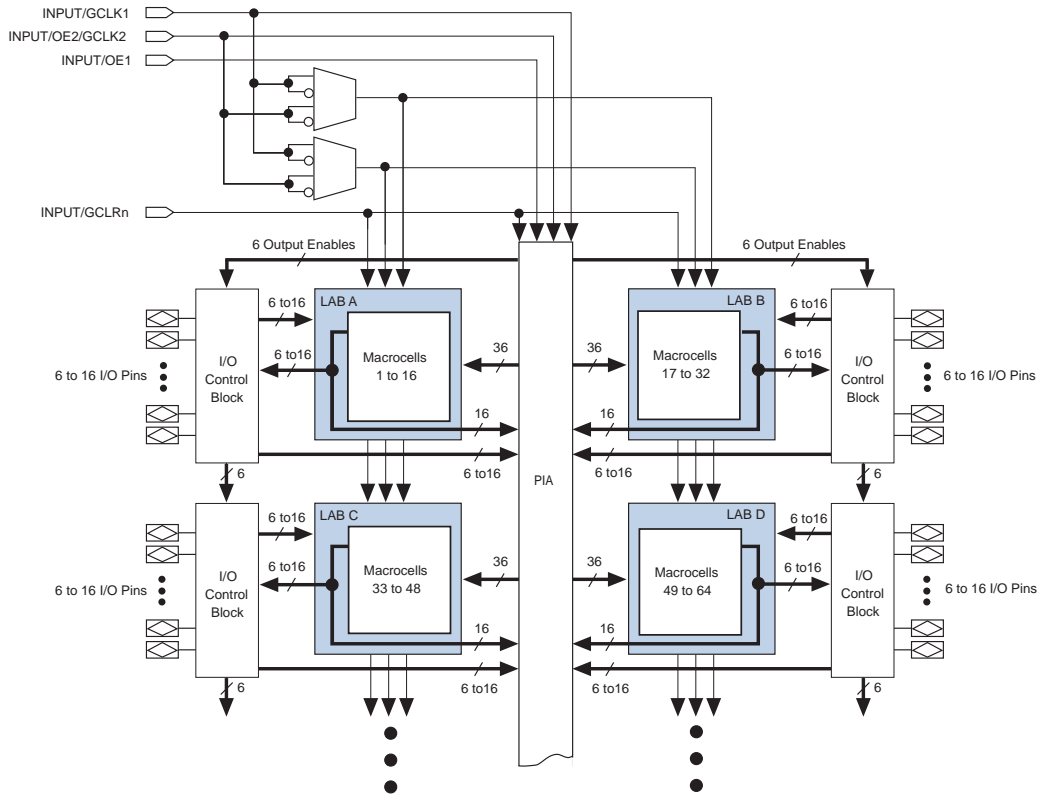 INPUT/GCLK1
INPUT/OE2/GCLK2
INPUT/OE1
INPUT/GCLRn
6 Output Enables
6 Output Enables
LAB A
LAB B
6 to16
6 to16
6 to16
6 to16
I/O
Control
Block
Macrocells
1 to 16
36
36
Macrocells
17 to 32
I/O
Control
Block
6 to 16 I/O Pins
6 to 16 I/O Pins
16
16
6 to16
6 to16
PIA
6
6
LAB C
LAB D
6 to16
6 to16
6 to16
6 to16
I/O
Control
Block
Macrocells
33 to 48
36
36
Macrocells
49 to 64
I/O
Control
Block
6 to 16 I/O Pins
6 to 16 I/O Pins
16
16
6 to16
6 to16
6
6